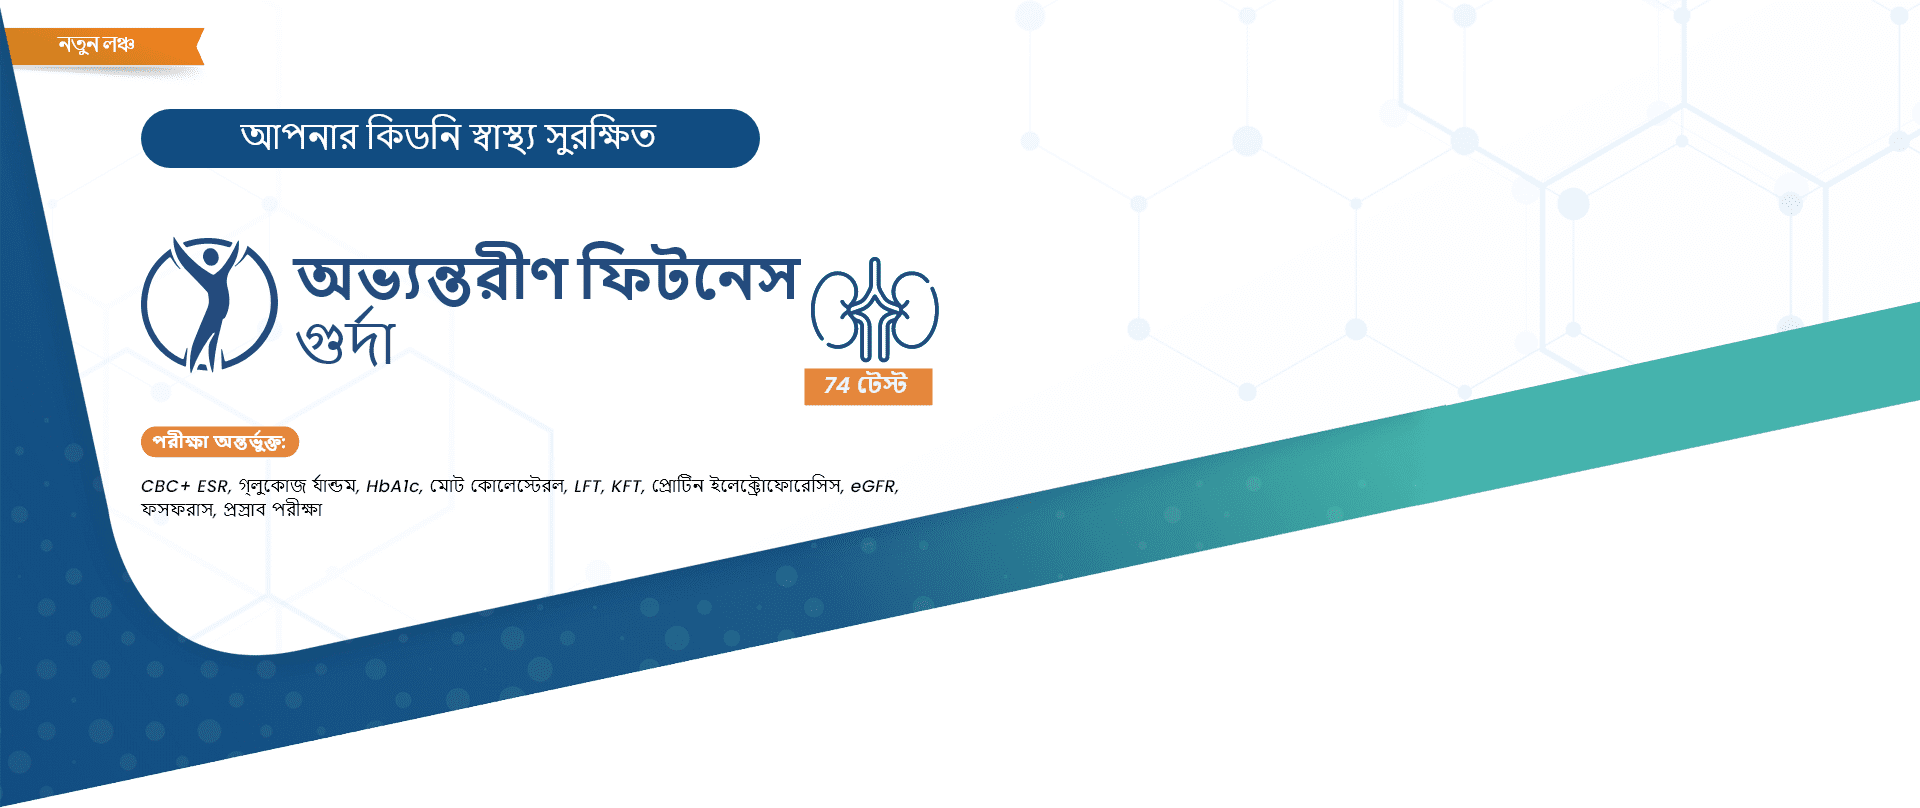 নতুন লঞ্চ
আপনার কিডনি স্বাস্থ্য সুরক্ষিত
অভ্যন্তরীণ ফিটনেস
গুর্দা
74 টেস্ট
পরীক্ষা অন্তর্ভুক্ত:
CBC+ ESR, গ্লুকোজ র্যান্ডম, HbA1c, মোট কোলেস্টেরল, LFT, KFT, প্রোটিন ইলেক্ট্রোফোরেসিস, eGFR,
ফসফরাস, প্রস্রাব পরীক্ষা